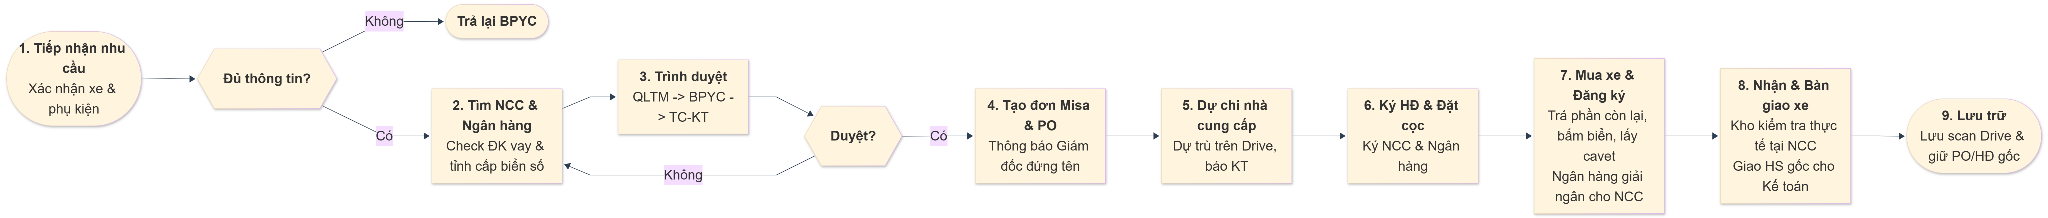 1. Tiếp nhận nhu
cầu
Xác nhận xe &
phụ kiện
Đủ thông tin?
Không
Trả lại BPYC
Có
2. Tìm NCC &
Ngân hàng
Check ĐK vay &
tỉnh cấp biển số
3. Trình duyệt
QLTM -> BPYC -
> TC-KT
Duyệt?
Không
Có
4. Tạo đơn Misa
& PO
Thông báo Giám
đốc đứng tên
5. Dự chi nhà
cung cấp
Dự trù trên Drive,
báo KT
6. Ký HĐ & Đặt
cọc
Ký NCC & Ngân
hàng
7. Mua xe &
Đăng ký
Trả phần còn lại,
bấm biển, lấy
cavet
Ngân hàng giải
ngân cho NCC
8. Nhận & Bàn
giao xe
Kho kiểm tra thực
tế tại NCC
Giao HS gốc cho
Kế toán
9. Lưu trữ
Lưu scan Drive &
giữ PO/HĐ gốc